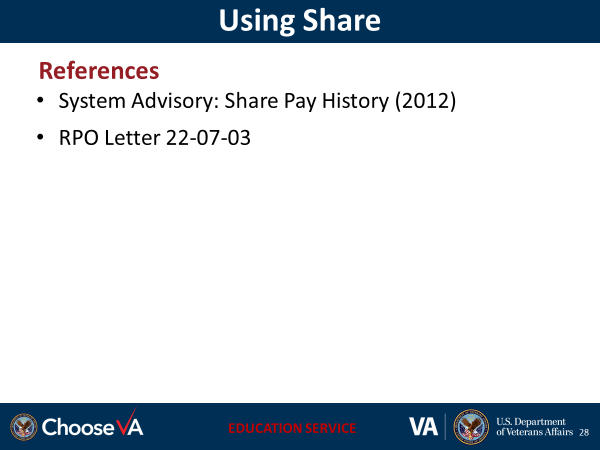 Using Share
References
• System Advisory: Share Pay History (2012)
• RPO Letter 22-07-03
ChooseVA
EDUCATION SERVICE
VA
U.S. Department
of Veterans Affairs
28